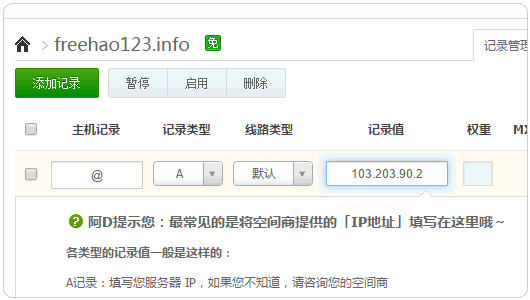 freehao123.info 免
记录管理
添加记录 暂停 启用 删除
主机记录 记录类型 线路类型 记录值 权重 MX
@ A 默认 103.203.90.2
阿D提示您：最常见的是将空间商提供的「IP地址」填写在这里哦～
各类型的记录值一般是这样的：
A记录：填写您服务器 IP，如果您不知道，请咨询您的空间商